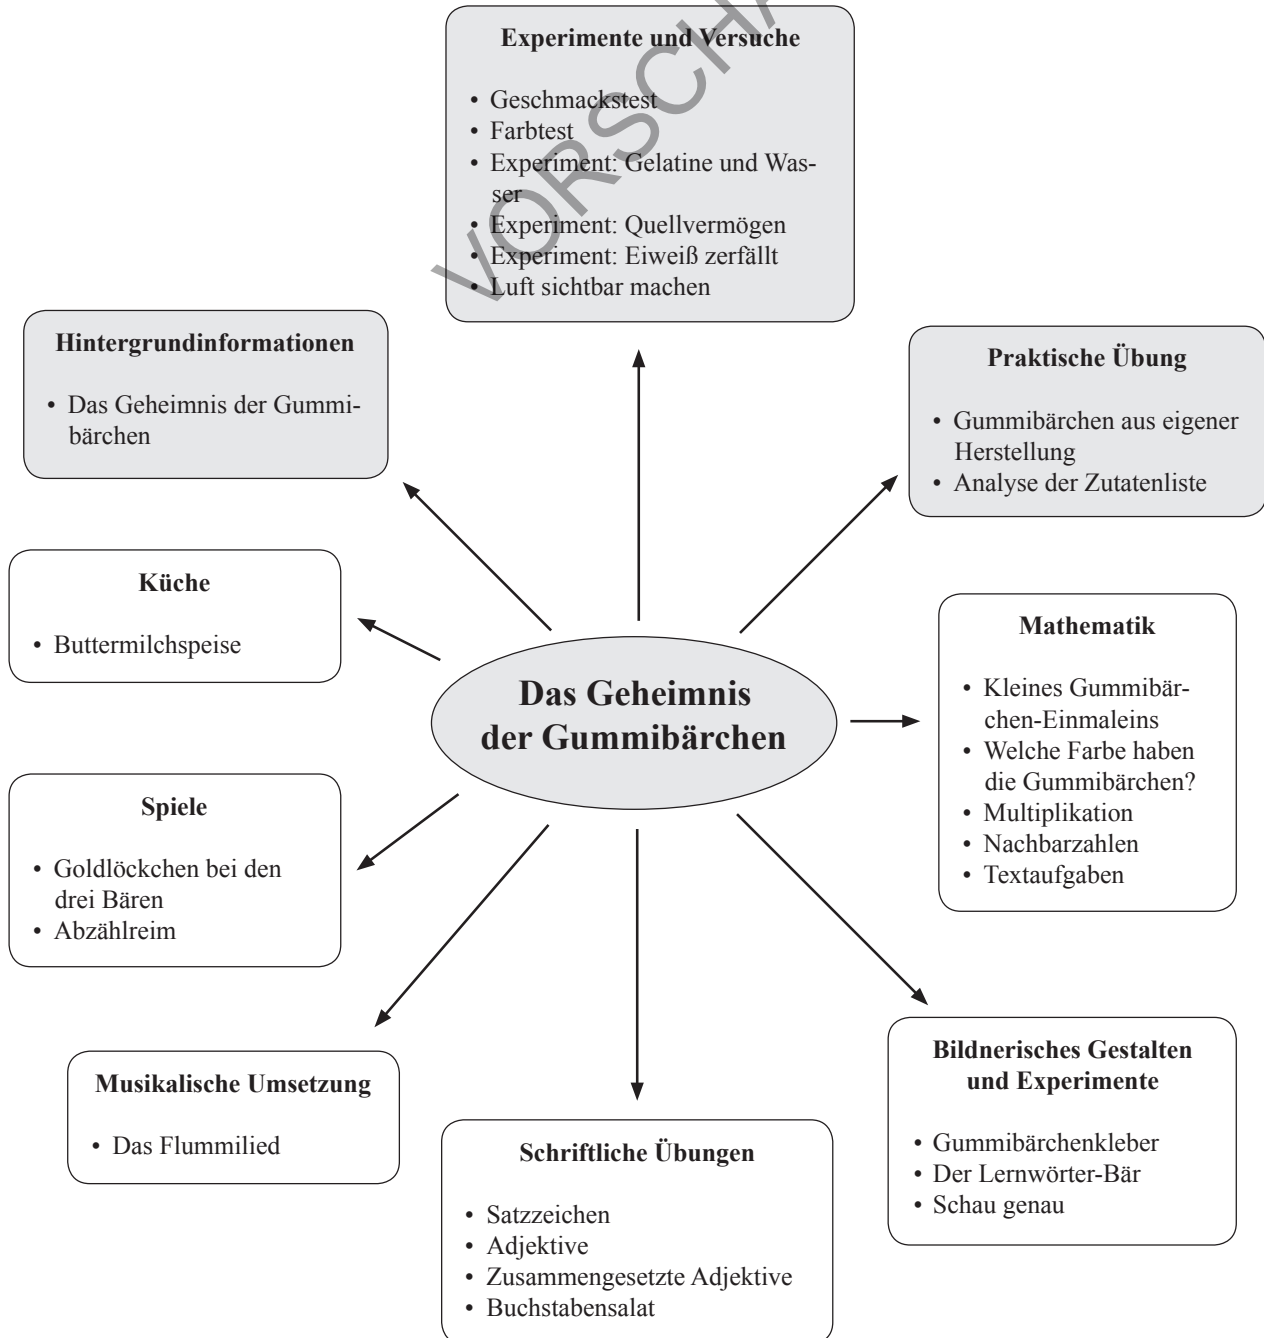 Experimente und Versuche
• Geschmackstest
• Farbtest
• Experiment: Gelatine und Was-
ser
• Experiment: Quellvermögen
• Experiment: Eiweiß zerfällt
• Luft sichtbar machen
Hintergrundinformationen
• Das Geheimnis der Gummi-
bärchen
Praktische Übung
• Gummibärchen aus eigener
Herstellung
• Analyse der Zutatenliste
Küche
• Buttermilchspeise
Das Geheimnis
der Gummibärchen
Mathematik
• Kleines Gummibär-
chen-Einmaleins
• Welche Farbe haben
die Gummibärchen?
• Multiplikation
• Nachbarzahlen
• Textaufgaben
Spiele
• Goldlöckchen bei den
drei Bären
• Abzählreim
Musikalische Umsetzung
• Das Flummilied
Schriftliche Übungen
• Satzzeichen
• Adjektive
• Zusammengesetzte Adjektive
• Buchstabensalat
Bildnerisches Gestalten
und Experimente
• Gummibärchenkleber
• Der Lernwörter-Bär
• Schau genau
VORSCHA